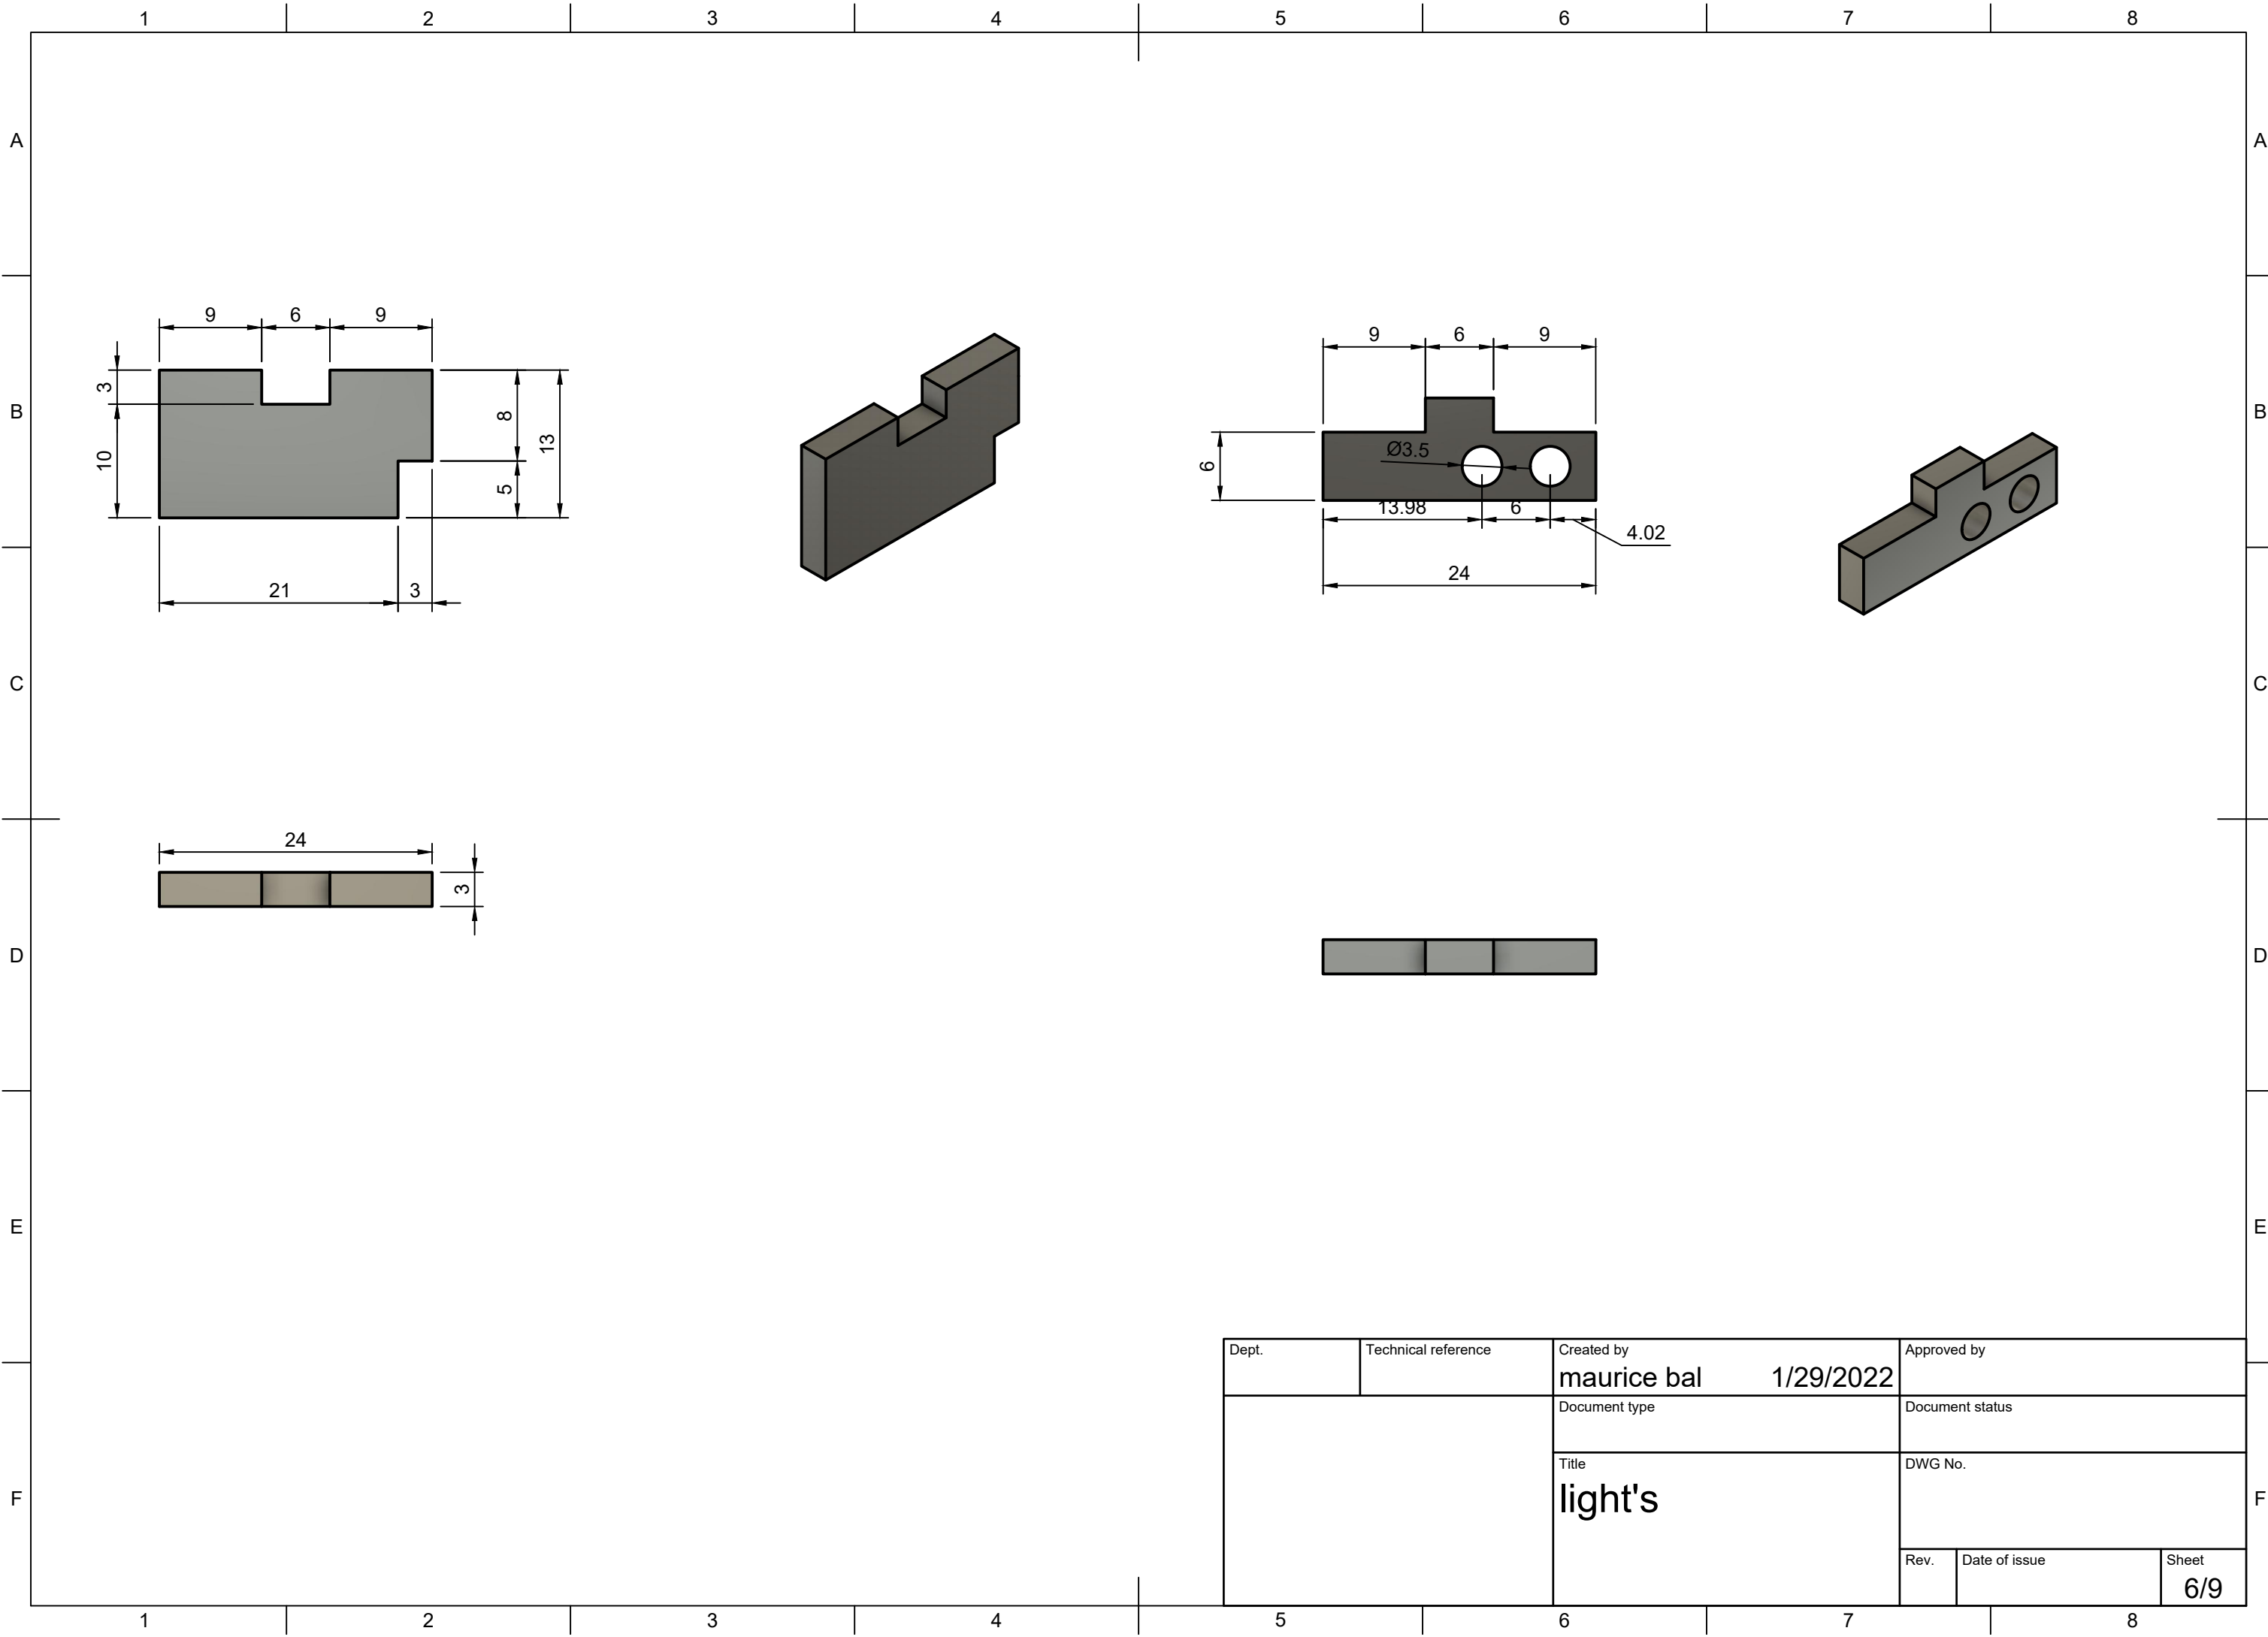 1 2 3 4 5 6 7 8
A A
9 6 9
9 6 9
3
B 8 B
10 13
Ø3.5
6
5
13.98 6
4.02
24
21 3
C C
24
3
D D
E E
Dept. Technical reference Created by Approved by
maurice bal 1/29/2022
Document type Document status
Title DWG No.
F light's F
Rev. Date of issue Sheet
6/9
1 2 3 4 5 6 7 8